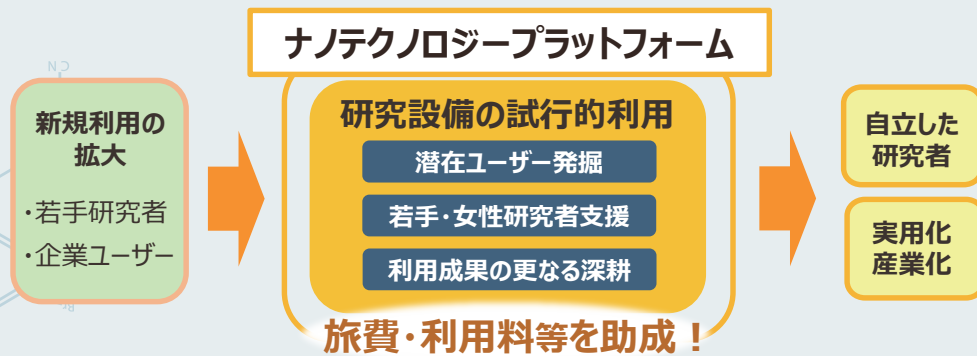 ナノテクノロジープラットフォーム
CN
新規利用の
拡大
・若手研究者
・企業ユーザー
研究設備の試行的利用
潜在ユーザー発掘
若手・女性研究者支援
利用成果の更なる深耕
旅費・利用料等を助成！
自立した
研究者
実用化
産業化
Br